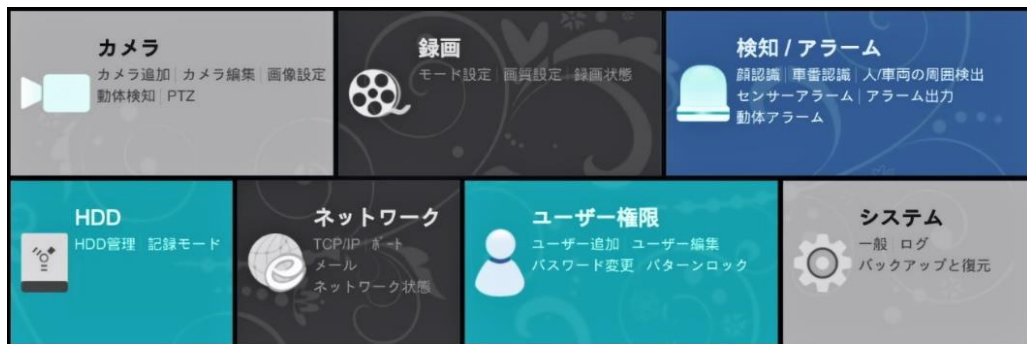 カメラ
カメラ追加 | カメラ編集 | 画像設定
動体検知 | PTZ
録画
モード設定 | 画質設定 | 録画状態
検知 / アラーム
顔認識 | 車番認識 | 人/車両の周囲検出
センサーアラーム | アラーム出力
動体アラーム
HDD
HDD管理 | 記録モード
ネットワーク
TCP/IP | ポート
メール
ネットワーク状態
ユーザー権限
ユーザー追加 | ユーザー編集
パスワード変更 | パターンロック
システム
一般 | ログ
バックアップと復元